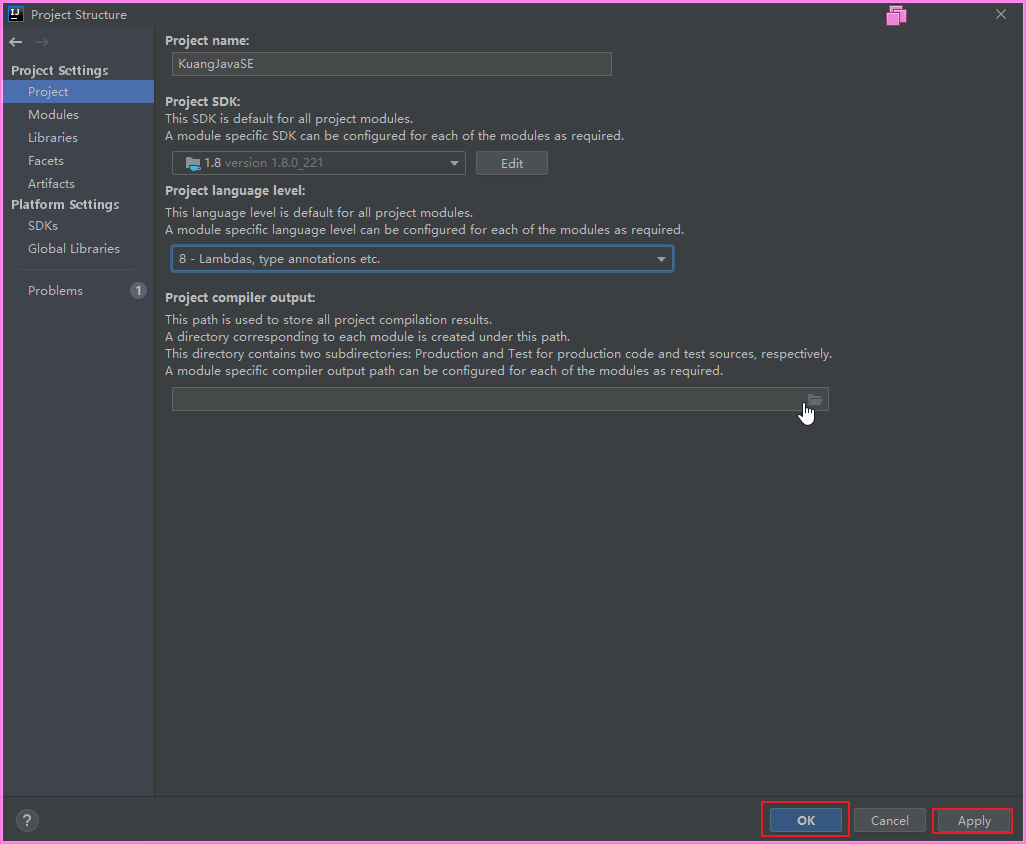 IJ
Project Structure
Project Settings
Project
Modules
Libraries
Facets
Artifacts
Platform Settings
SDKs
Global Libraries
Problems
1
Project name:
KuangJavaSE
Project SDK:
This SDK is default for all project modules.
A module specific SDK can be configured for each of the modules as required.
1.8 version 1.8.0_221
Edit
Project language level:
This language level is default for all project modules.
A module specific language level can be configured for each of the modules as required.
8 - Lambdas, type annotations etc.
Project compiler output:
This path is used to store all project compilation results.
A directory corresponding to each module is created under this path.
This directory contains two subdirectories: Production and Test for production code and test sources, respectively.
A module specific compiler output path can be configured for each of the modules as required.
?
OK
Cancel
Apply